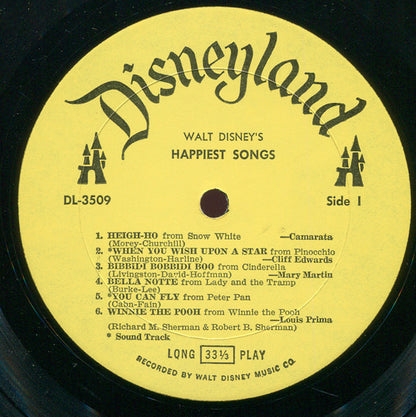 Disneyland
WALT DISNEY'S
HAPPIEST SONGS
DL-3509 Side 1
1. HEIGH-HO from Snow White —Camarata
(Morey-Churchill)
2. *WHEN YOU WISH UPON A STAR from Pinocchio
(Washington-Harline) —Cliff Edwards
3. BIBBIDI BOBBIDI BOO from Cinderella
(Livingston-David-Hoffman) —Mary Martin
4. BELLA NOTTE from Lady and the Tramp
(Burke-Lee)
5. *YOU CAN FLY from Peter Pan
(Cahn-Fain)
6. WINNIE THE POOH from Winnie the Pooh
—Louis Prima
(Richard M. Sherman & Robert B. Sherman)
* Sound Track
LONG 33⅓ PLAY
RECORDED BY WALT DISNEY MUSIC CO.